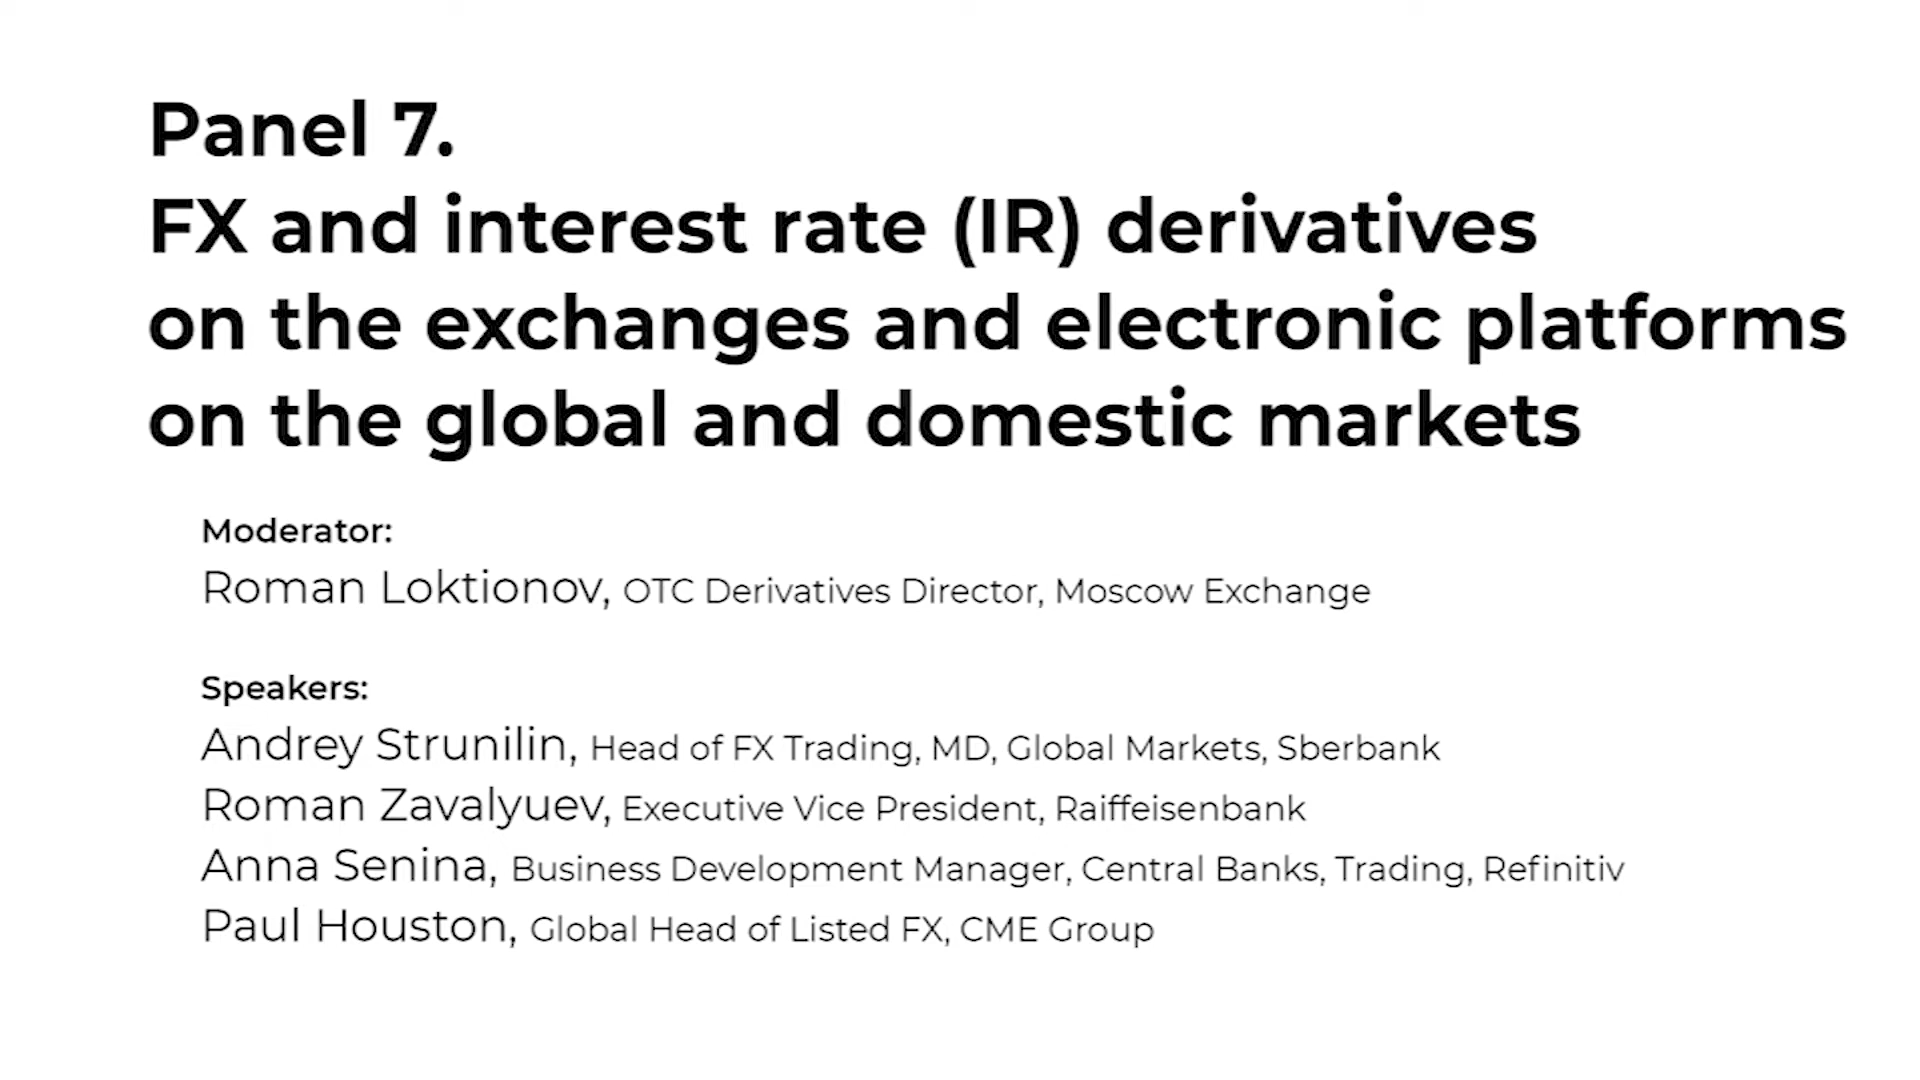 Panel 7.
FX and interest rate (IR) derivatives
on the exchanges and electronic platforms
on the global and domestic markets
Moderator:
Roman Loktionov, OTC Derivatives Director, Moscow Exchange
Speakers:
Andrey Strunilin, Head of FX Trading, MD, Global Markets, Sberbank
Roman Zavalyuev, Executive Vice President, Raiffeisenbank
Anna Senina, Business Development Manager, Central Banks, Trading, Refinitiv
Paul Houston, Global Head of Listed FX, CME Group